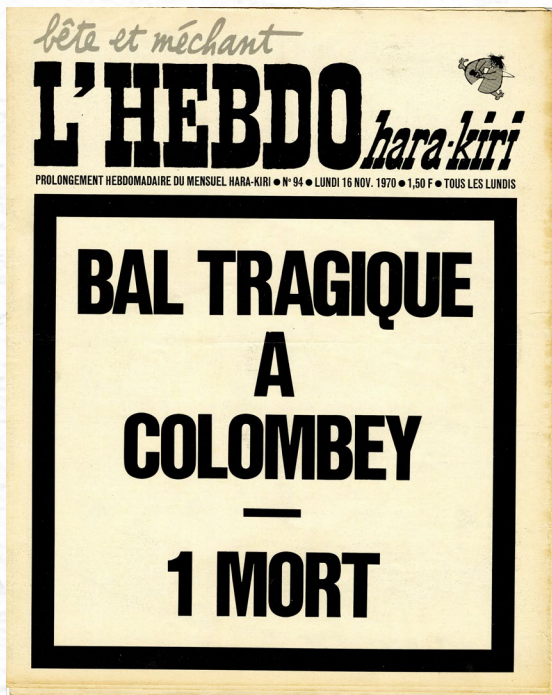 bête et méchant
L'HEBDO
hara-kiri
PROLONGEMENT HEBDOMADAIRE DU MENSUEL HARA-KIRI ● N° 94 ● LUNDI 16 NOV. 1970 ● 1,50 F ● TOUS LES LUNDIS
BAL TRAGIQUE
A
COLOMBEY
—
1 MORT